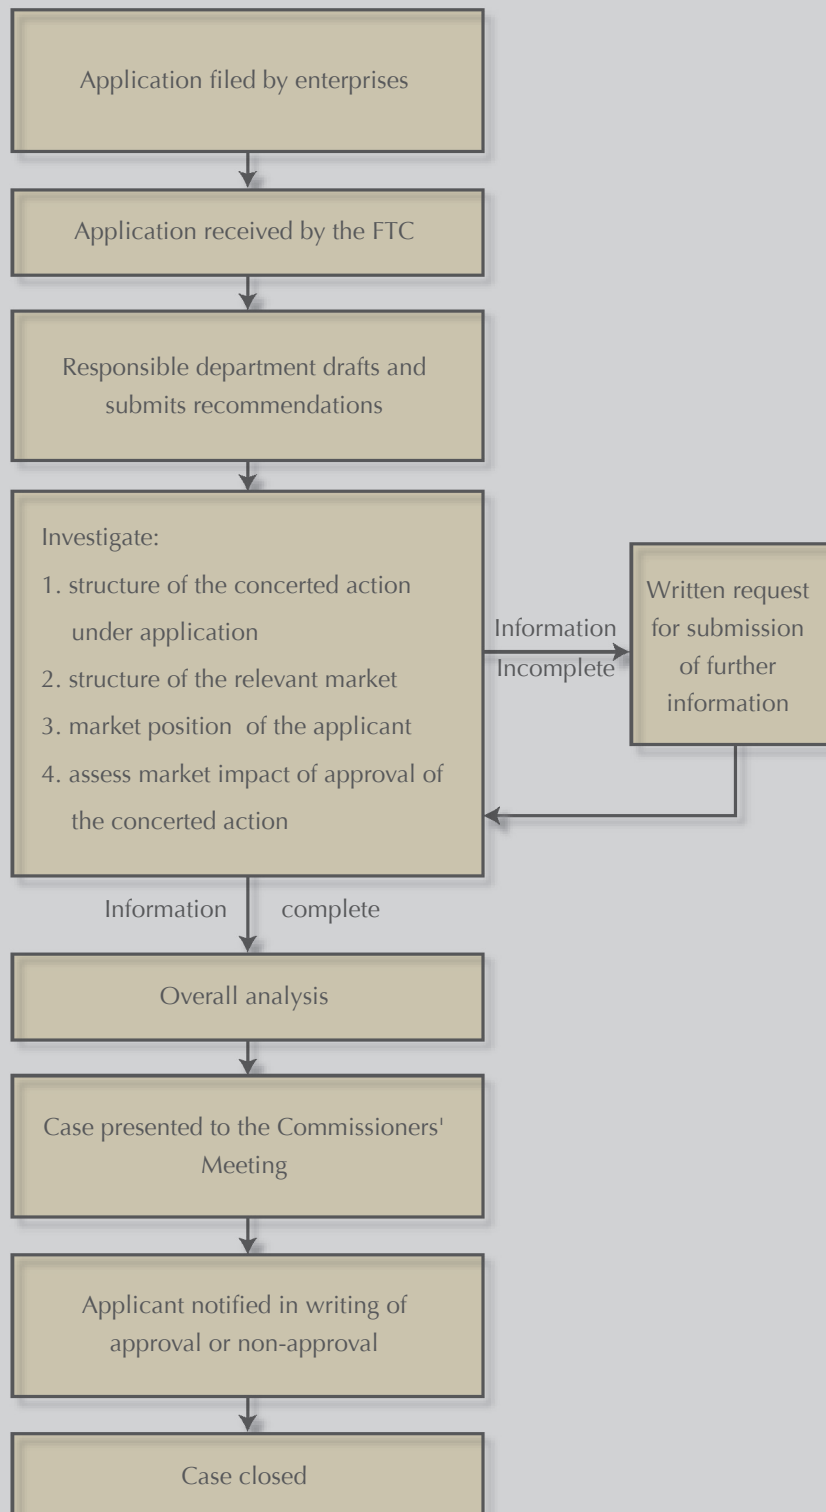 Application filed by enterprises
Application received by the FTC
Responsible department drafts and
submits recommendations
Investigate:
1. structure of the concerted action
under application
2. structure of the relevant market
3. market position of the applicant
4. assess market impact of approval of
the concerted action
Information
Incomplete
Written request
for submission
of further
information
Information complete
Overall analysis
Case presented to the Commissioners'
Meeting
Applicant notified in writing of
approval or non-approval
Case closed